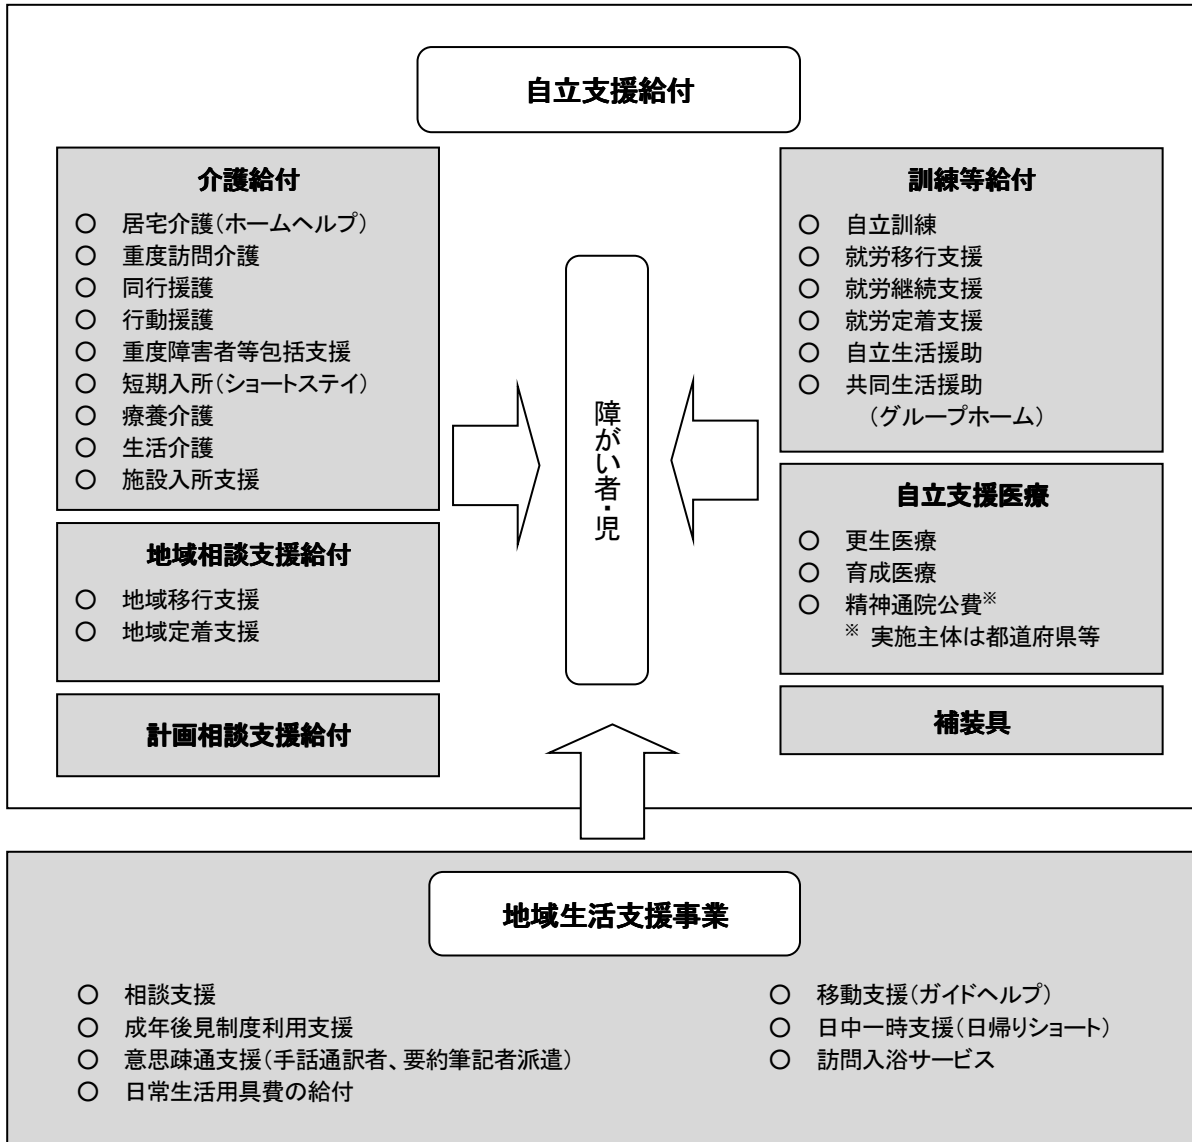 自立支援給付
介護給付
○ 居宅介護(ホームヘルプ)
○ 重度訪問介護
○ 同行援護
○ 行動援護
○ 重度障害者等包括支援
○ 短期入所(ショートステイ)
○ 療養介護
○ 生活介護
○ 施設入所支援
地域相談支援給付
○ 地域移行支援
○ 地域定着支援
計画相談支援給付
障がい者・児
訓練等給付
○ 自立訓練
○ 就労移行支援
○ 就労継続支援
○ 就労定着支援
○ 自立生活援助
○ 共同生活援助
(グループホーム)
自立支援医療
○ 更生医療
○ 育成医療
○ 精神通院公費※
※ 実施主体は都道府県等
補装具
地域生活支援事業
○ 相談支援
○ 成年後見制度利用支援
○ 意思疎通支援(手話通訳者、要約筆記者派遣)
○ 日常生活用具費の給付
○ 移動支援(ガイドヘルプ)
○ 日中一時支援(日帰りショート)
○ 訪問入浴サービス